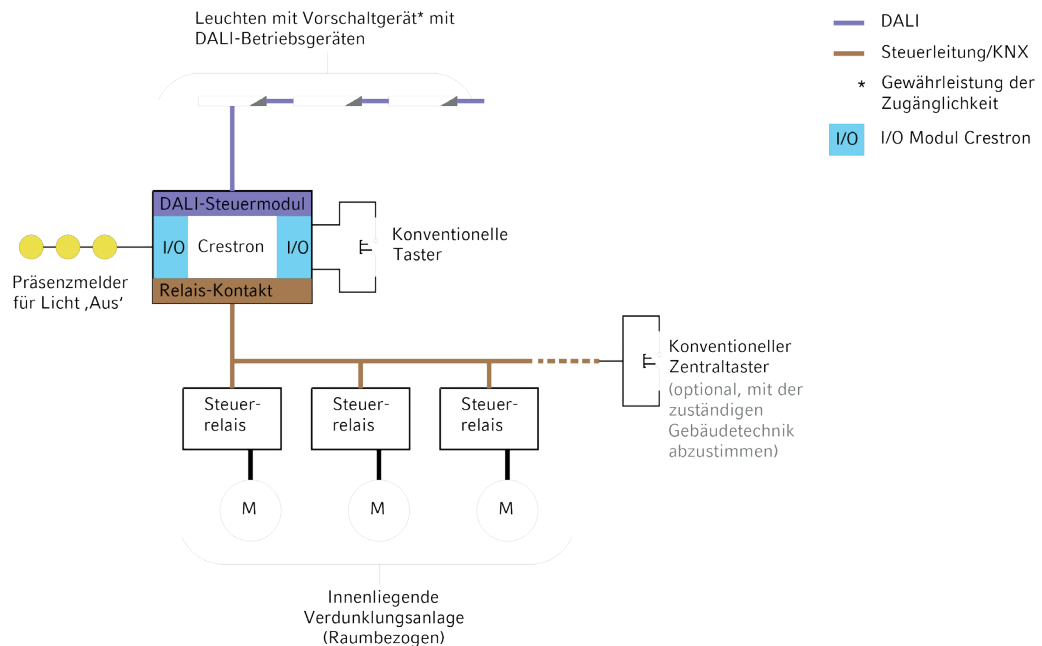 Leuchten mit Vorschaltgerät* mit
DALI-Betriebsgeräten
DALI
Steuerleitung/KNX
* Gewährleistung der
Zugänglichkeit
I/O I/O Modul Crestron
DALI-Steuermodul
I/O Crestron I/O
Relais-Kontakt
Konventionelle
Taster
Präsenzmelder
für Licht ‚Aus‘
Konventioneller
Zentraltaster
(optional, mit der
zuständigen
Gebäudetechnik
abzustimmen)
Steuer-
relais
Steuer-
relais
Steuer-
relais
M M M
Innenliegende
Verdunklungsanlage
(Raumbezogen)